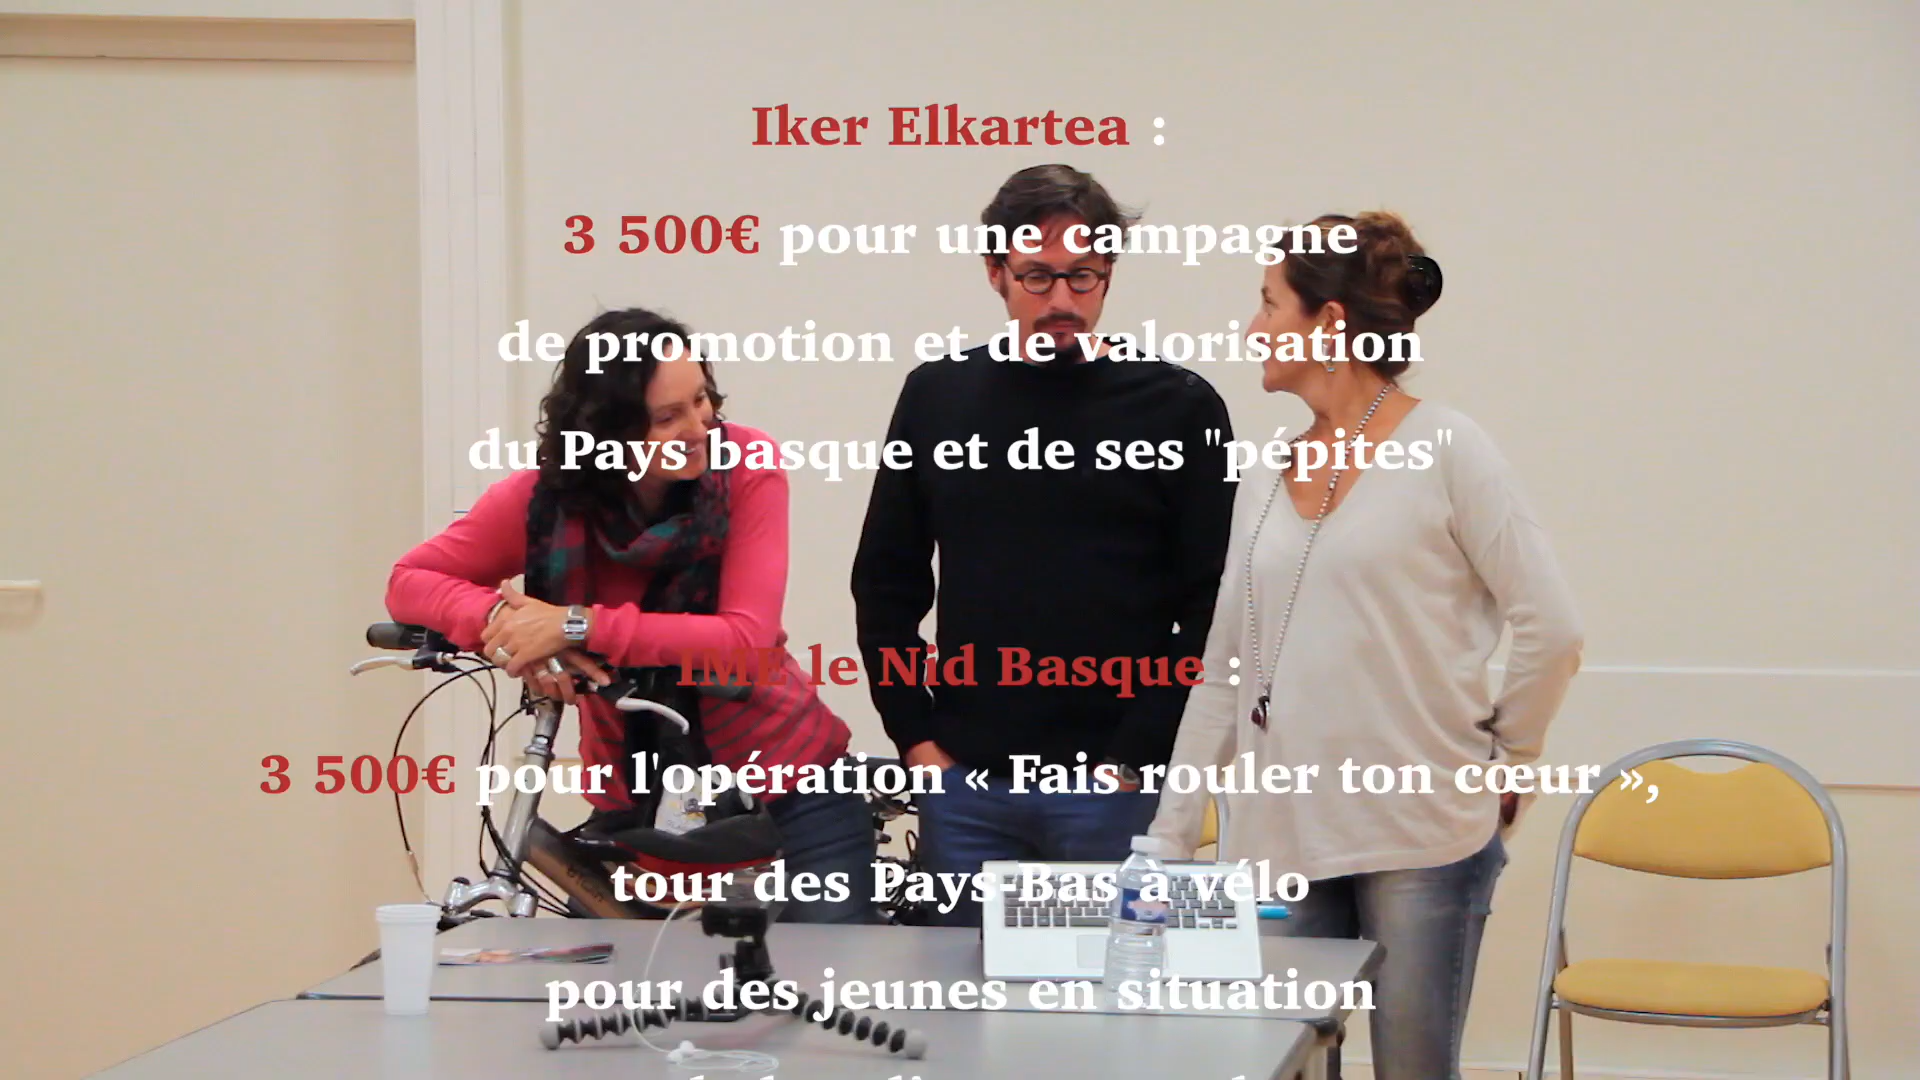 Iker Elkartea :
3 500€ pour une campagne
de promotion et de valorisation
du Pays basque et de ses "pépites"
IME le Nid Basque :
3 500€ pour l'opération « Fais rouler ton cœur »,
tour des Pays-Bas à vélo
pour des jeunes en situation